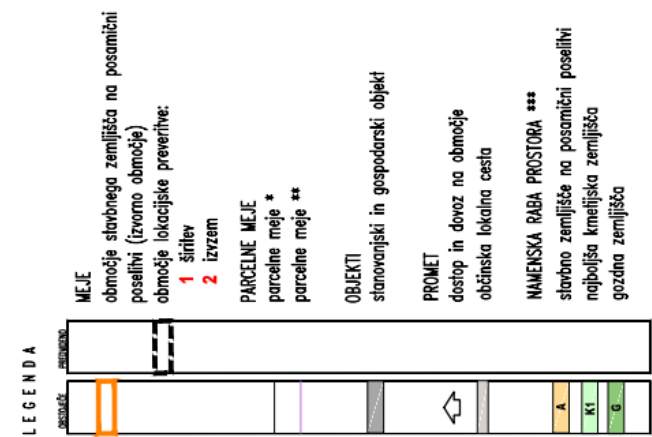 LEGENDA
OBSTOJEČE
PREDVIDENO
MEJE
območje stavbnega zemljišča na posamični
poselitvi (izvorno območje)
območje lokacijske preveritve:
1 širitev
2 izvzem
PARCELNE MEJE
parcelne meje *
parcelne meje **
OBJEKTI
stanovanjski in gospodarski objekt
PROMET
dostop in dovoz na območje
občinska lokalna cesta
NAMENSKA RABA PROSTORA ***
A stavbno zemljišče na posamični poselitvi
K1 najboljša kmetijska zemljišča
G gozdna zemljišča